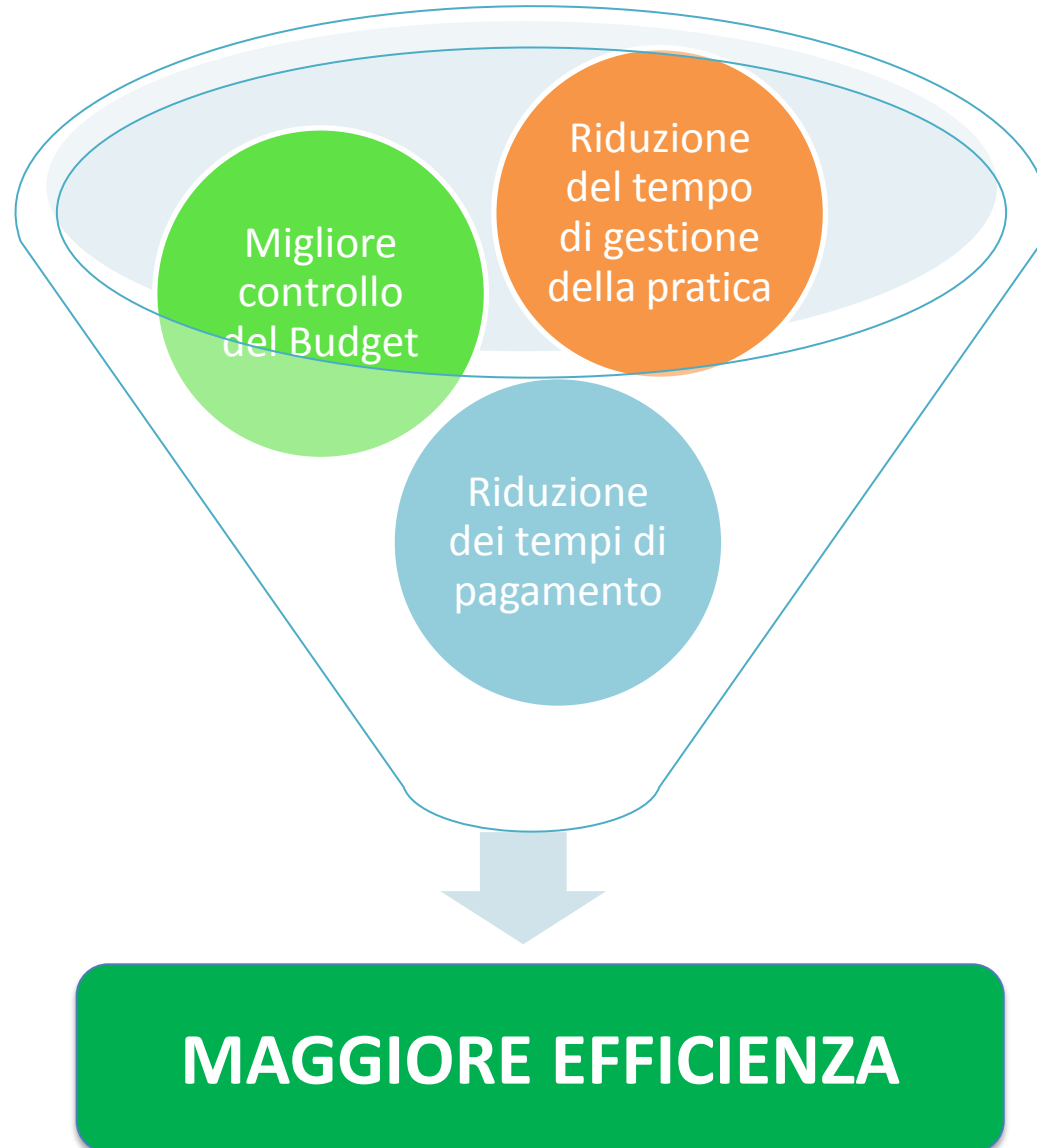 Riduzione
del tempo
di gestione
della pratica
Migliore
controllo
del Budget
Riduzione
dei tempi di
pagamento
MAGGIORE EFFICIENZA